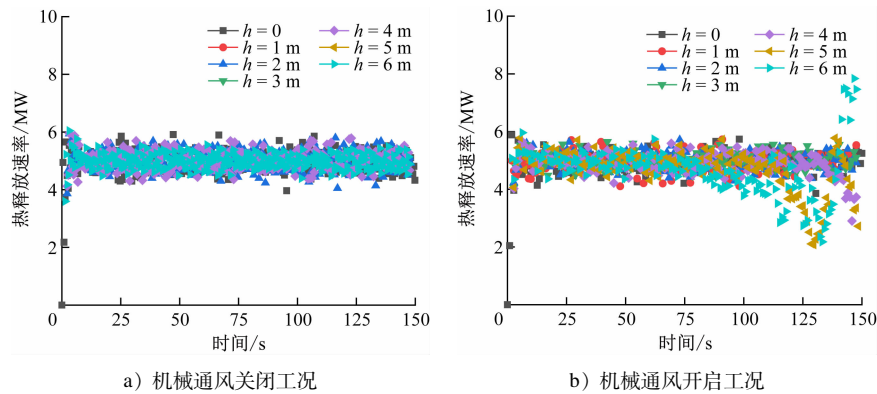 10
8
6
4
2
0
热释放速率/MW
h = 0
h = 1 m
h = 2 m
h = 3 m
h = 4 m
h = 5 m
h = 6 m
0
25
50
75
100
125
150
时间/s
a）机械通风关闭工况
10
8
6
4
2
0
热释放速率/MW
h = 0
h = 1 m
h = 2 m
h = 3 m
h = 4 m
h = 5 m
h = 6 m
0
25
50
75
100
125
150
时间/s
b）机械通风开启工况